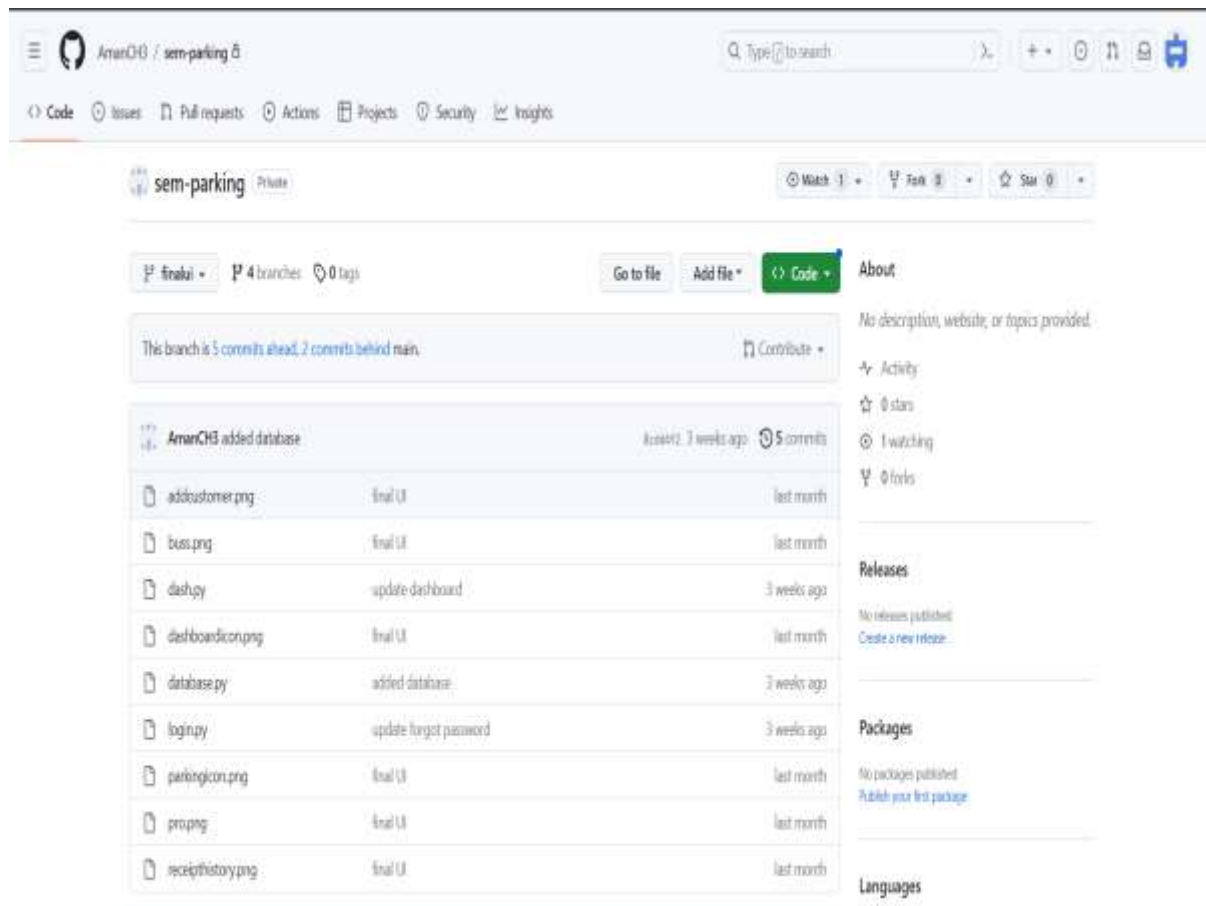 AmanCH3 / sem-parking
Type / to search
Code Issues Pull requests Actions Projects Security Insights
sem-parking Private
Watch 1 Fork 0 Star 0
finalui 4 branches 0 tags
Go to file Add file Code
This branch is 5 commits ahead, 2 commits behind main.
Contribute
AmanCH3 added database
3 weeks ago 5 commits
addcustomer.png final UI last month
buss.png final UI last month
dash.py update dashboard 3 weeks ago
dashboardicon.png final UI last month
database.py added database 3 weeks ago
login.py update forgot password 3 weeks ago
parkingicon.png final UI last month
pro.png final UI last month
receipthistory.png final UI last month
About
No description, website, or topics provided.
Activity
0 stars
1 watching
0 forks
Releases
No releases published
Create a new release
Packages
No packages published
Publish your first package
Languages